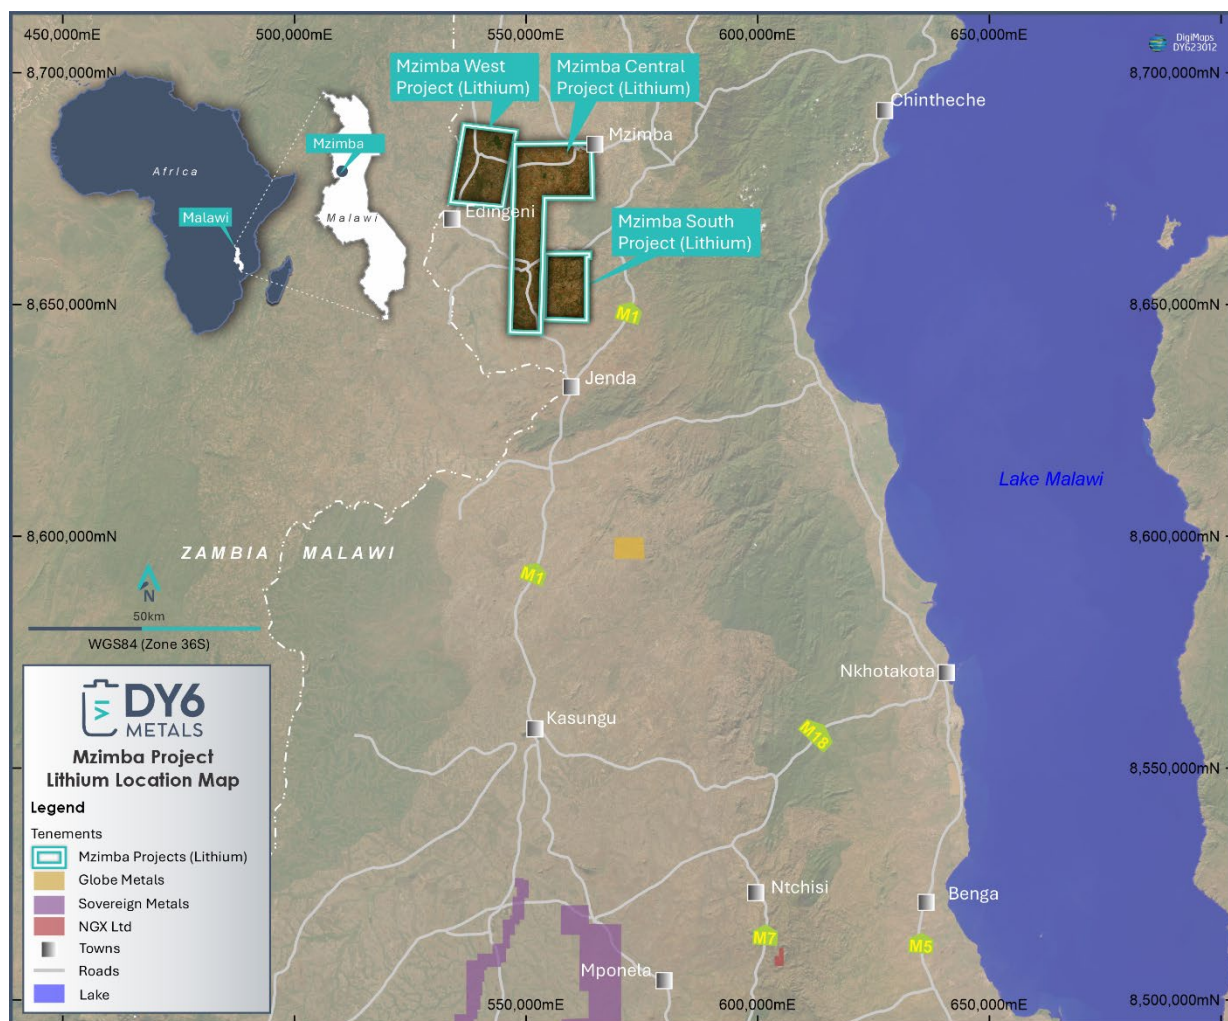 450,000mE
500,000mE
550,000mE
600,000mE
650,000mE
DigiMaps
DY623012
8,700,000mN
8,700,000mN
Mzimba West
Project (Lithium)
Mzimba Central
Project (Lithium)
Chintheche
Mzimba
Mzimba
Africa
Malawi
Malawi
Edingeni
Mzimba South
Project (Lithium)
8,650,000mN
8,650,000mN
M1
Jenda
Lake Malawi
8,600,000mN
8,600,000mN
ZAMBIA
MALAWI
M1
N
50km
WGS84 (Zone 36S)
Nkhotakota
M18
Kasungu
DY6
METALS
Mzimba Project
Lithium Location Map
Legend
Tenements
Mzimba Projects (Lithium)
Globe Metals
Sovereign Metals
NGX Ltd
Towns
Roads
Lake
8,550,000mN
Ntchisi
Benga
M7
M5
Mponela
550,000mE
600,000mE
650,000mE
8,500,000mN